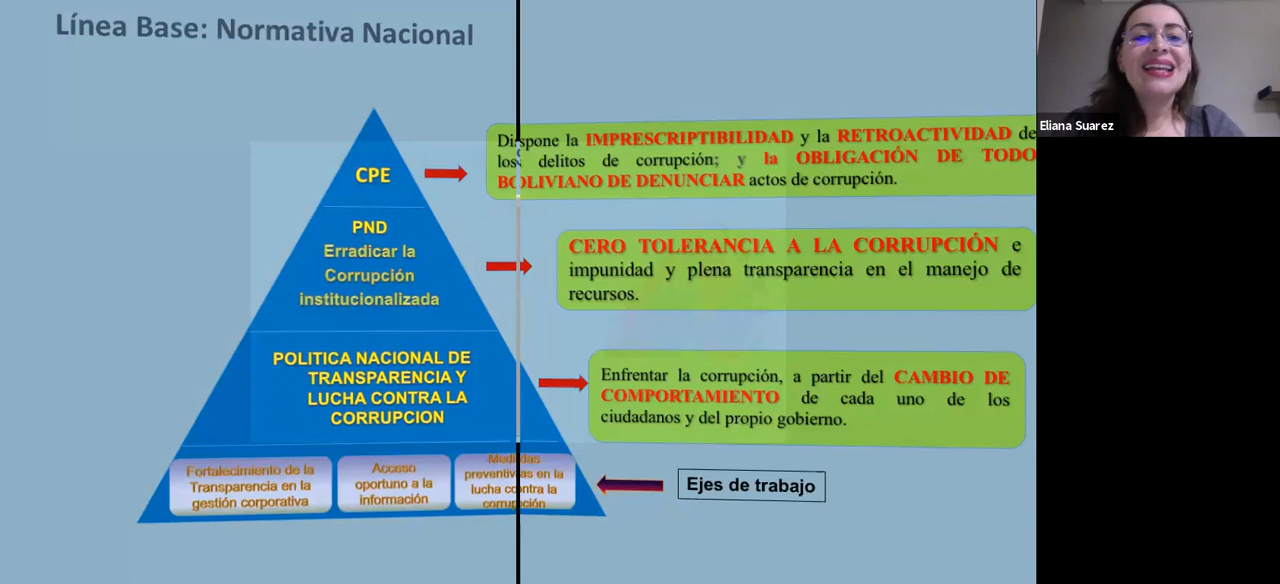 Línea Base: Normativa Nacional
Eliana Suarez
CPE
Dispone la IMPRESCRIPTIBILIDAD y la RETROACTIVIDAD de
los delitos de corrupción; y la OBLIGACIÓN DE TODO
BOLIVIANO DE DENUNCIAR actos de corrupción.
PND
Erradicar la
Corrupción
institucionalizada
CERO TOLERANCIA A LA CORRUPCIÓN e
impunidad y plena transparencia en el manejo de
recursos.
POLITICA NACIONAL DE
TRANSPARENCIA Y
LUCHA CONTRA LA
CORRUPCION
Enfrentar la corrupción, a partir del CAMBIO DE
COMPORTAMIENTO de cada uno de los
ciudadanos y del propio gobierno.
Fortalecimiento de la
Transparencia en la
gestión corporativa
Acceso
oportuno a la
información
Medidas
preventivas en la
lucha contra la
corrupción
Ejes de trabajo